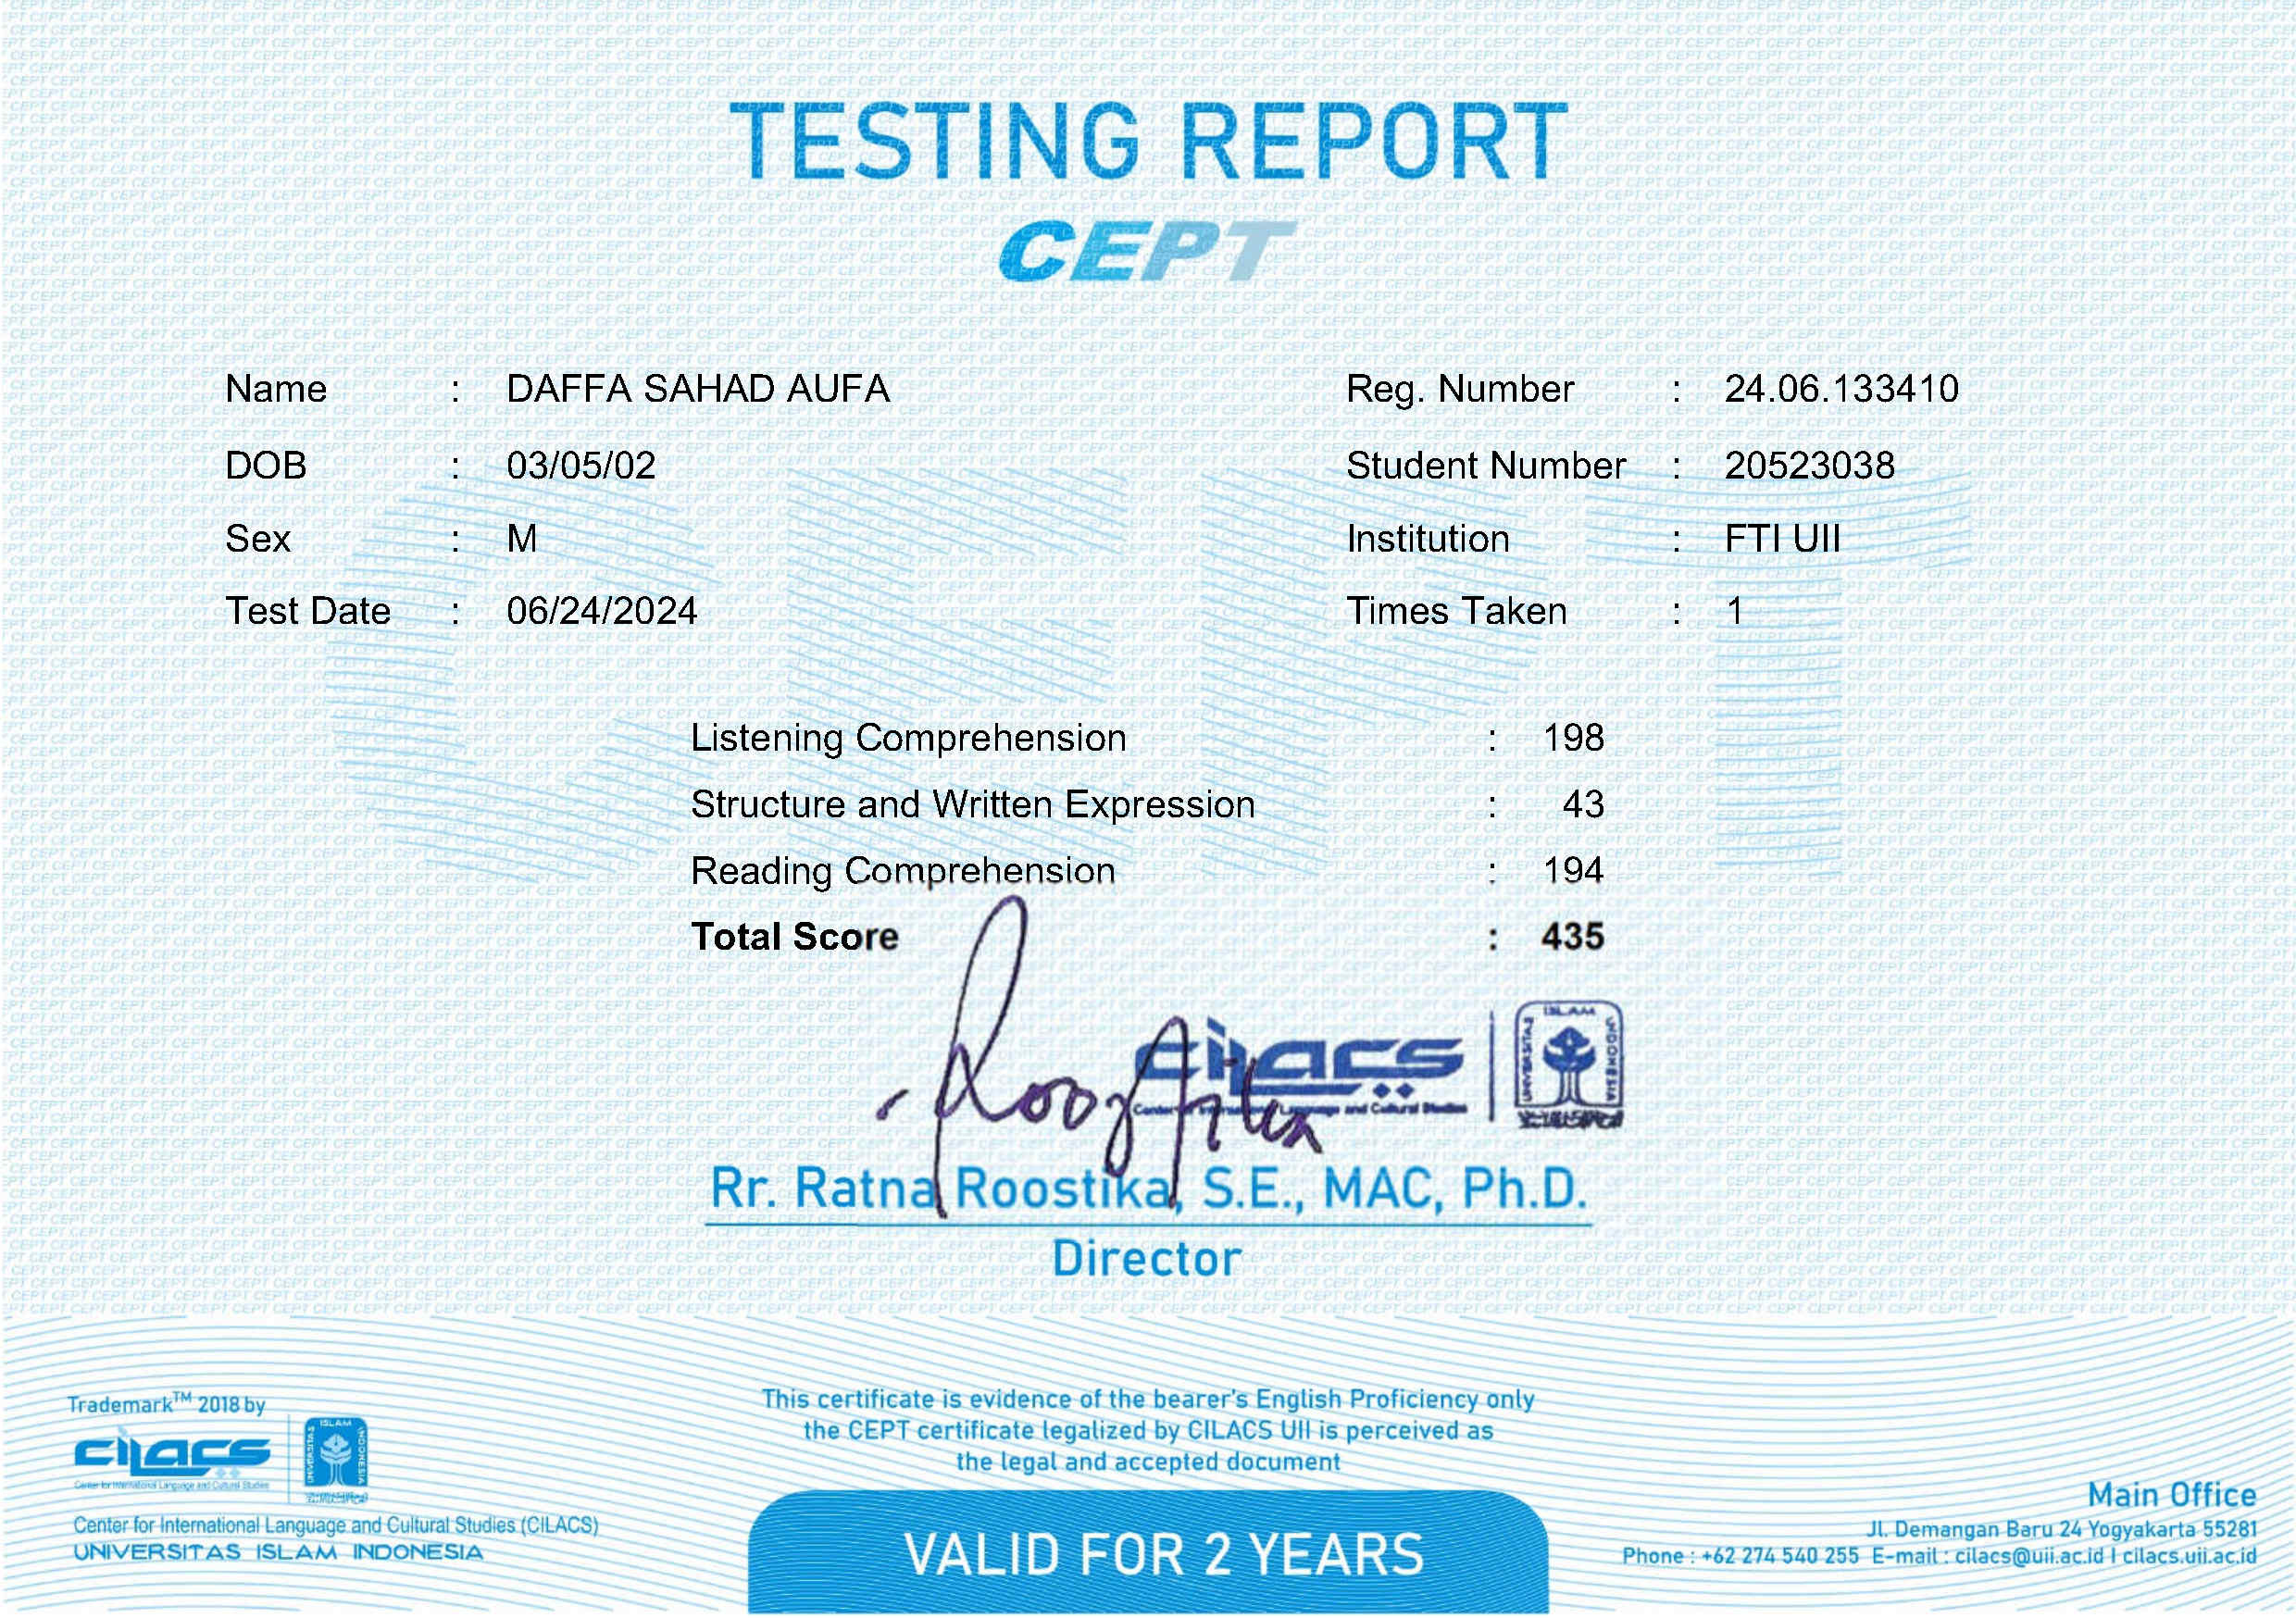 TESTING REPORT
CEPT
Name : DAFFA SAHAD AUFA
Reg. Number : 24.06.133410
DOB : 03/05/02
Student Number : 20523038
Sex : M
Institution : FTI UII
Test Date : 06/24/2024
Times Taken : 1
Listening Comprehension : 198
Structure and Written Expression : 43
Reading Comprehension : 194
Total Score : 435
cilacs
Center for International Language and Cultural Studies
ISLAM
UNIVERSITAS
INDONESIA
Rr. Ratna Roostika, S.E., MAC, Ph.D.
Director
Trademark™ 2018 by
cilacs
Center for International Language and Cultural Studies
ISLAM
UNIVERSITAS
INDONESIA
Center for International Language and Cultural Studies (CILACS)
UNIVERSITAS ISLAM INDONESIA
This certificate is evidence of the bearer's English Proficiency only
the CEPT certificate legalized by CILACS UII is perceived as
the legal and accepted document
VALID FOR 2 YEARS
Main Office
Jl. Demangan Baru 24 Yogyakarta 55281
Phone : +62 274 540 255 E-mail : cilacs@uii.ac.id I cilacs.uii.ac.id